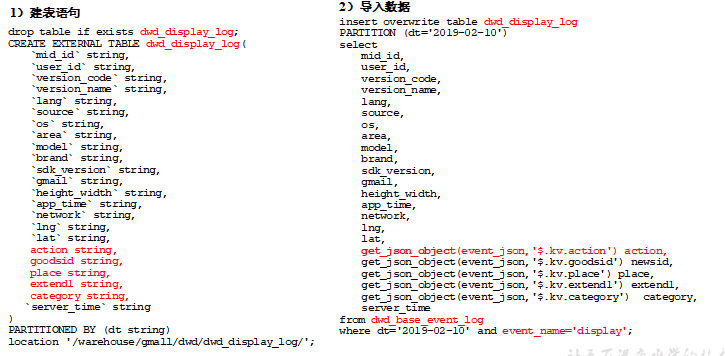 1）建表语句
drop table if exists dwd_display_log;
CREATE EXTERNAL TABLE dwd_display_log(
`mid_id` string,
`user_id` string,
`version_code` string,
`version_name` string,
`lang` string,
`source` string,
`os` string,
`area` string,
`model` string,
`brand` string,
`sdk_version` string,
`gmail` string,
`height_width` string,
`app_time` string,
`network` string,
`lng` string,
`lat` string,
action string,
goodsid string,
place string,
extend1 string,
category string,
`server_time` string
)
PARTITIONED BY (dt string)
location '/warehouse/gmall/dwd/dwd_display_log/';
2）导入数据
insert overwrite table dwd_display_log
PARTITION (dt='2019-02-10')
select
mid_id,
user_id,
version_code,
version_name,
lang,
source,
os,
area,
model,
brand,
sdk_version,
gmail,
height_width,
app_time,
network,
lng,
lat,
get_json_object(event_json,'$.kv.action') action,
get_json_object(event_json,'$.kv.goodsid') newsid,
get_json_object(event_json,'$.kv.place') place,
get_json_object(event_json,'$.kv.extend1') extend1,
get_json_object(event_json,'$.kv.category') category,
server_time
from dwd_base_event_log
where dt='2019-02-10' and event_name='display';